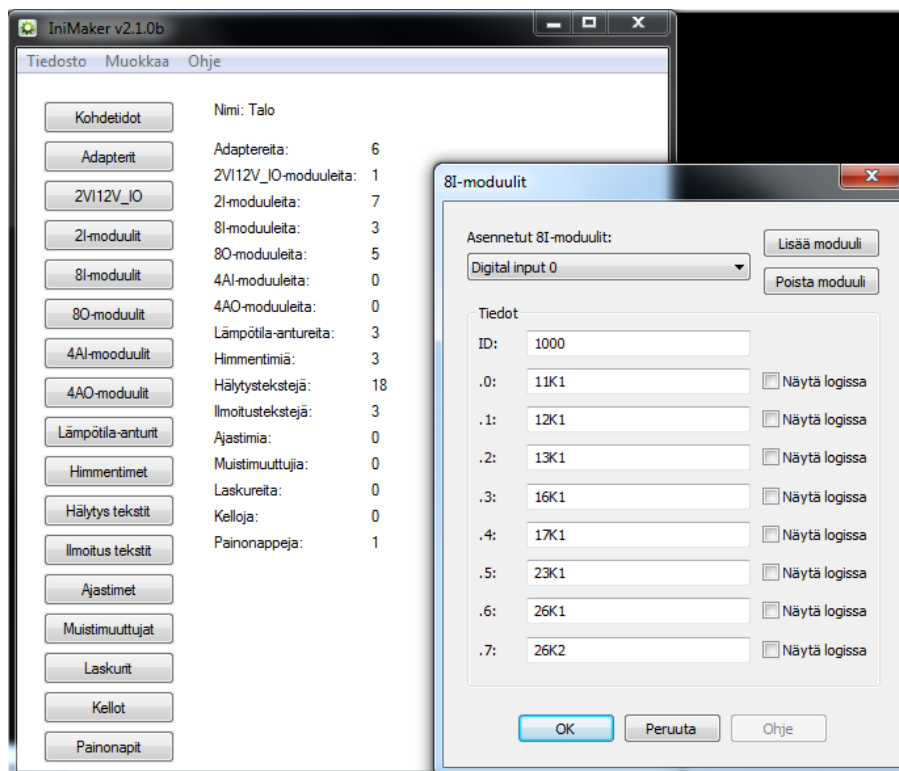 IniMaker v2.1.0b
Tiedosto Muokkaa Ohje
Kohdetidot
Adapterit
2VI12V_IO
2I-moduulit
8I-moduulit
8O-moduulit
4AI-mooduulit
4AO-moduulit
Lämpötila-anturit
Himmentimet
Hälytys tekstit
Ilmoitus tekstit
Ajastimet
Muistimuuttujat
Laskurit
Kellot
Painonapit
Nimi: Talo
Adaptereita: 6
2VI12V_IO-moduuleita: 1
2I-moduuleita: 7
8I-moduuleita: 3
8O-moduuleita: 5
4AI-moduuleita: 0
4AO-moduuleita: 0
Lämpötila-antureita: 3
Himmentimiä: 3
Hälytystekstejä: 18
Ilmoitustekstejä: 3
Ajastimia: 0
Muistimuuttujia: 0
Laskureita: 0
Kelloja: 0
Painonappeja: 1
8I-moduulit
Asennetut 8I-moduulit:
Digital input 0
Lisää moduuli
Poista moduuli
Tiedot
ID: 1000
.0: 11K1 Näytä logissa
.1: 12K1 Näytä logissa
.2: 13K1 Näytä logissa
.3: 16K1 Näytä logissa
.4: 17K1 Näytä logissa
.5: 23K1 Näytä logissa
.6: 26K1 Näytä logissa
.7: 26K2 Näytä logissa
OK Peruuta Ohje